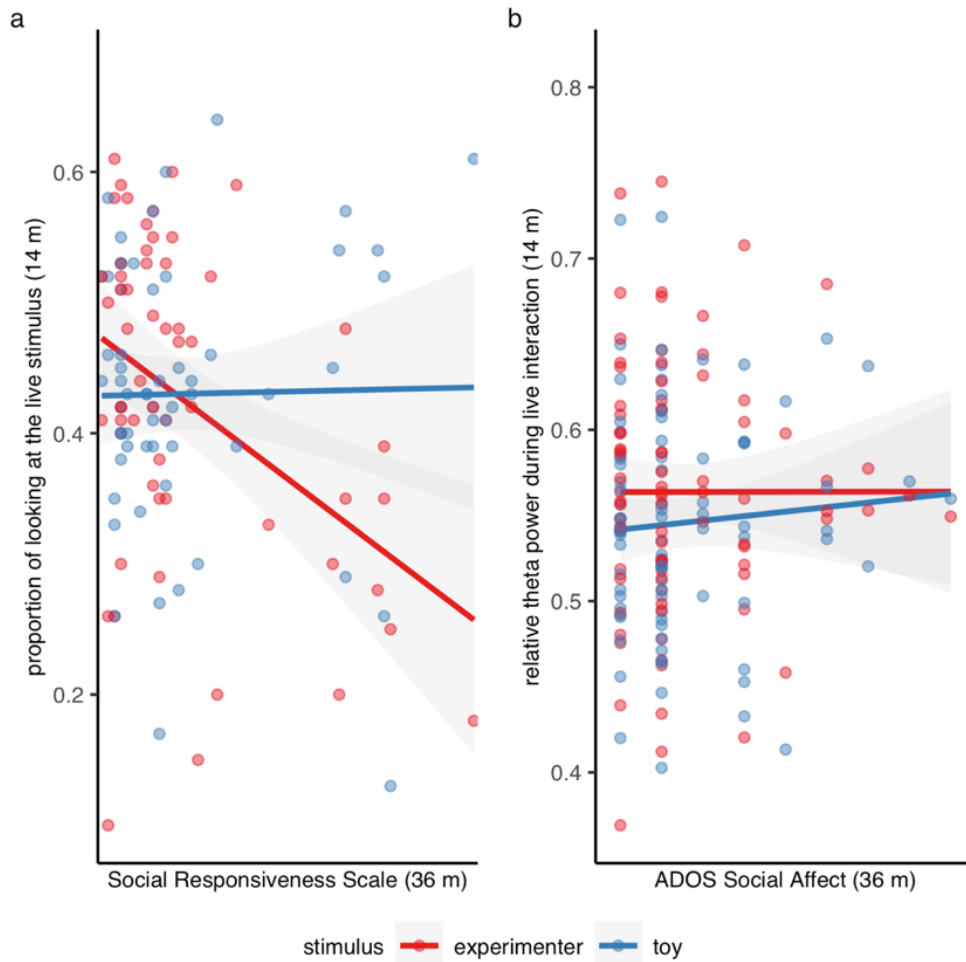 a
b
proportion of looking at the live stimulus (14 m)
0.6
0.4
0.2
Social Responsiveness Scale (36 m)
relative theta power during live interaction (14 m)
0.8
0.7
0.6
0.5
0.4
ADOS Social Affect (36 m)
stimulus experimenter toy